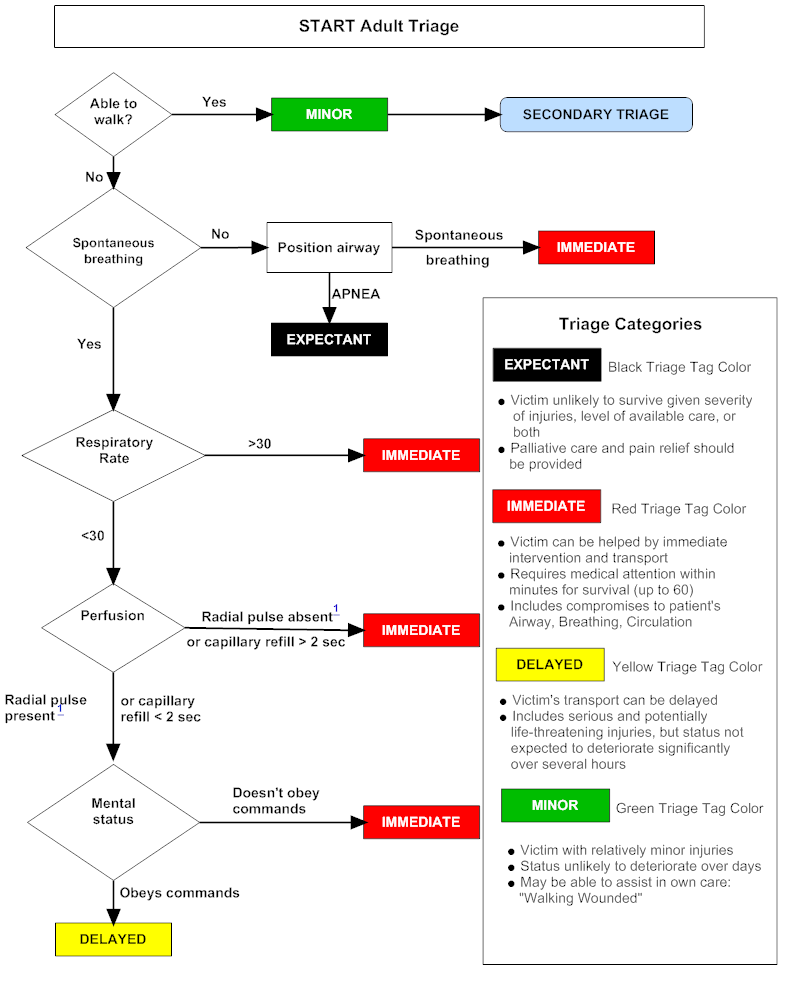 START Adult Triage
Able to
walk?
Yes
MINOR
SECONDARY TRIAGE
No
Spontaneous
breathing
No
Position airway
Spontaneous
breathing
IMMEDIATE
APNEA
EXPECTANT
Yes
Respiratory
Rate
>30
IMMEDIATE
<30
Perfusion
Radial pulse absent1
or capillary refill > 2 sec
IMMEDIATE
Radial pulse
present1
or capillary
refill < 2 sec
Mental
status
Doesn't obey
commands
IMMEDIATE
Obeys commands
DELAYED
Triage Categories
EXPECTANT Black Triage Tag Color
● Victim unlikely to survive given severity
of injuries, level of available care, or
both
● Palliative care and pain relief should
be provided
IMMEDIATE Red Triage Tag Color
● Victim can be helped by immediate
intervention and transport
● Requires medical attention within
minutes for survival (up to 60)
● Includes compromises to patient's
Airway, Breathing, Circulation
DELAYED Yellow Triage Tag Color
● Victim's transport can be delayed
● Includes serious and potentially
life-threatening injuries, but status not
expected to deteriorate significantly
over several hours
MINOR Green Triage Tag Color
● Victim with relatively minor injuries
● Status unlikely to deteriorate over days
● May be able to assist in own care:
"Walking Wounded"